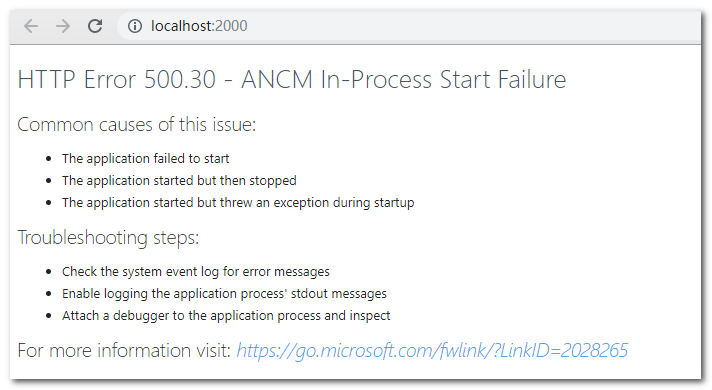 localhost:2000
HTTP Error 500.30 - ANCM In-Process Start Failure
Common causes of this issue:
• The application failed to start
• The application started but then stopped
• The application started but threw an exception during startup
Troubleshooting steps:
• Check the system event log for error messages
• Enable logging the application process' stdout messages
• Attach a debugger to the application process and inspect
For more information visit: https://go.microsoft.com/fwlink/?LinkID=2028265